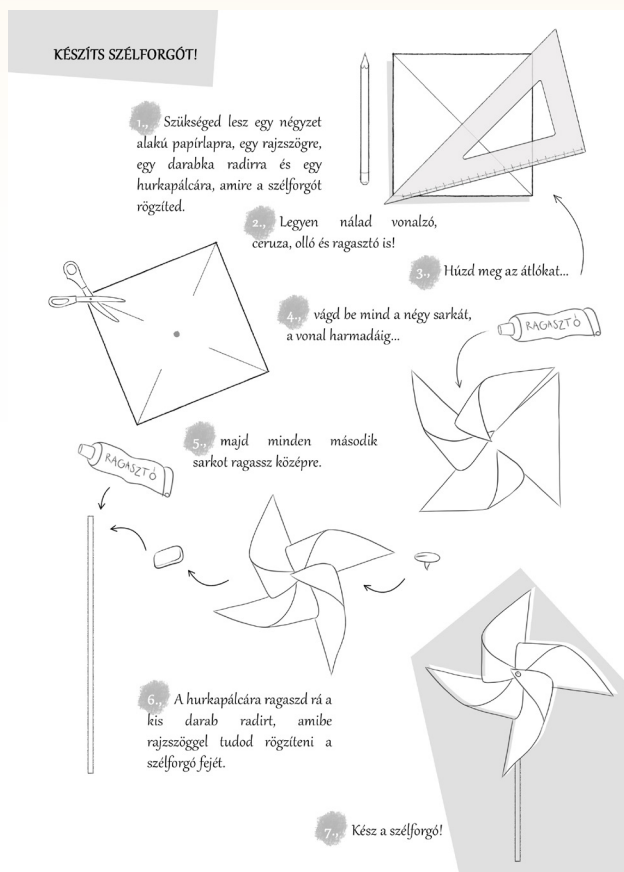 KÉSZÍTS SZÉLFORGÓT!
1., Szükséged lesz egy négyzet
alakú papírlapra, egy rajzszögre,
egy darabka radirra és egy
hurkapálcára, amire a szélforgót
rögzíted.
2., Legyen nálad vonalzó,
ceruza, olló és ragasztó is!
3., Húzd meg az átlókat...
4., vágd be mind a négy sarkát,
a vonal harmadáig...
RAGASZTÓ
5., majd minden második
sarkot ragassz középre.
RAGASZTÓ
6., A hurkapálcára ragaszd rá a
kis darab radirt, amibe
rajzszöggel tudod rögzíteni a
szélforgó fejét.
7., Kész a szélforgó!